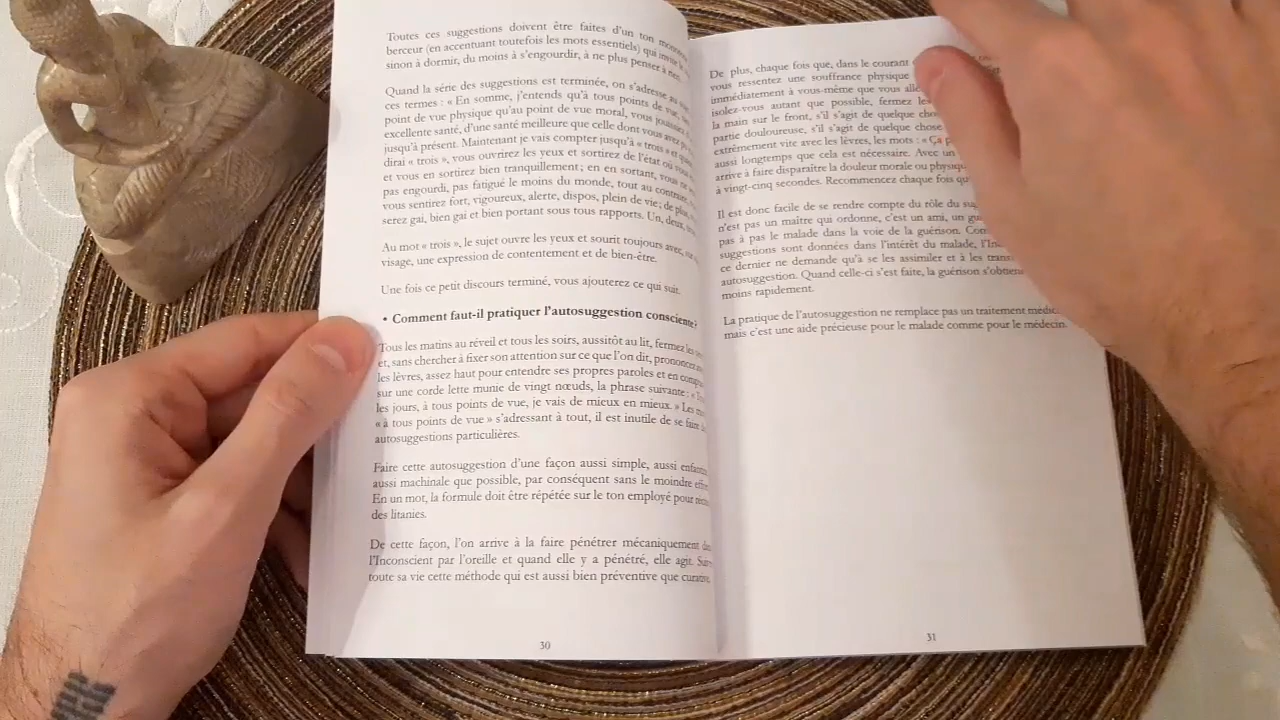 Toutes ces suggestions doivent être faites d'un ton
berceur (en accentuant toutefois les mots essentiels) qui
sinon à dormir, du moins à s'engourdir, à ne plus penser à rien.
Quand la série des suggestions est terminée, on s'adresse au
ces termes : « En somme, j'entends qu'à tous points de vue,
point de vue physique qu'au point de vue moral, vous
excellente santé, d'une santé meilleure que celle dont vous avez
jusqu'à présent. Maintenant je vais compter jusqu'à « trois » et
dirai « trois », vous ouvrirez les yeux et sortirez de l'état où
et vous en sortirez bien tranquillement ; en en sortant, vous ne
pas engourdi, pas fatigué le moins du monde, tout au contraire,
vous sentirez fort, vigoureux, alerte, dispos, plein de vie ; de plus,
serez gai, bien gai et bien portant sous tous rapports. Un, deux,
Au mot « trois », le sujet ouvre les yeux et sourit toujours avec,
visage, une expression de contentement et de bien-être.
Une fois ce petit discours terminé, vous ajouterez ce qui suit.
• Comment faut-il pratiquer l'autosuggestion consciente ?
Tous les matins au réveil et tous les soirs, aussitôt au lit, fermez les
et, sans chercher à fixer son attention sur ce que l'on dit,
les lèvres, assez haut pour entendre ses propres paroles et en
sur une corde lette munie de vingt nœuds, la phrase suivante : «
les jours, à tous points de vue, je vais de mieux en mieux. » Les
« à tous points de vue » s'adressant à tout, il est inutile de se faire
autosuggestions particulières.
Faire cette autosuggestion d'une façon aussi simple, aussi
aussi machinale que possible, par conséquent sans le moindre
En un mot, la formule doit être répétée sur le ton employé pour
des litanies.
De cette façon, l'on arrive à la faire pénétrer mécaniquement
l'Inconscient par l'oreille et quand elle y a pénétré, elle agit.
toute sa vie cette méthode qui est aussi bien préventive que curative.
30
De plus, chaque fois que, dans le courant
vous ressentez une souffrance physique
immédiatement à vous-même que vous
isolez-vous autant que possible, fermez les
la main sur le front, s'il s'agit de quelque
partie douloureuse, s'il s'agit de quelque chose
extrêmement vite avec les lèvres, les mots : « Ça
aussi longtemps que cela est nécessaire. Avec un
arrive à faire disparaître la douleur morale ou
à vingt-cinq secondes. Recommencez chaque fois
Il est donc facile de se rendre compte du rôle du
n'est pas un maître qui ordonne, c'est un ami, un
pas à pas le malade dans la voie de la guérison.
suggestions sont données dans l'intérêt du malade,
ce dernier ne demande qu'à se les assimiler et à les
autosuggestion. Quand celle-ci s'est faite, la guérison s'obtient
moins rapidement.
La pratique de l'autosuggestion ne remplace pas un traitement
mais c'est une aide précieuse pour le malade comme pour le médecin.
31